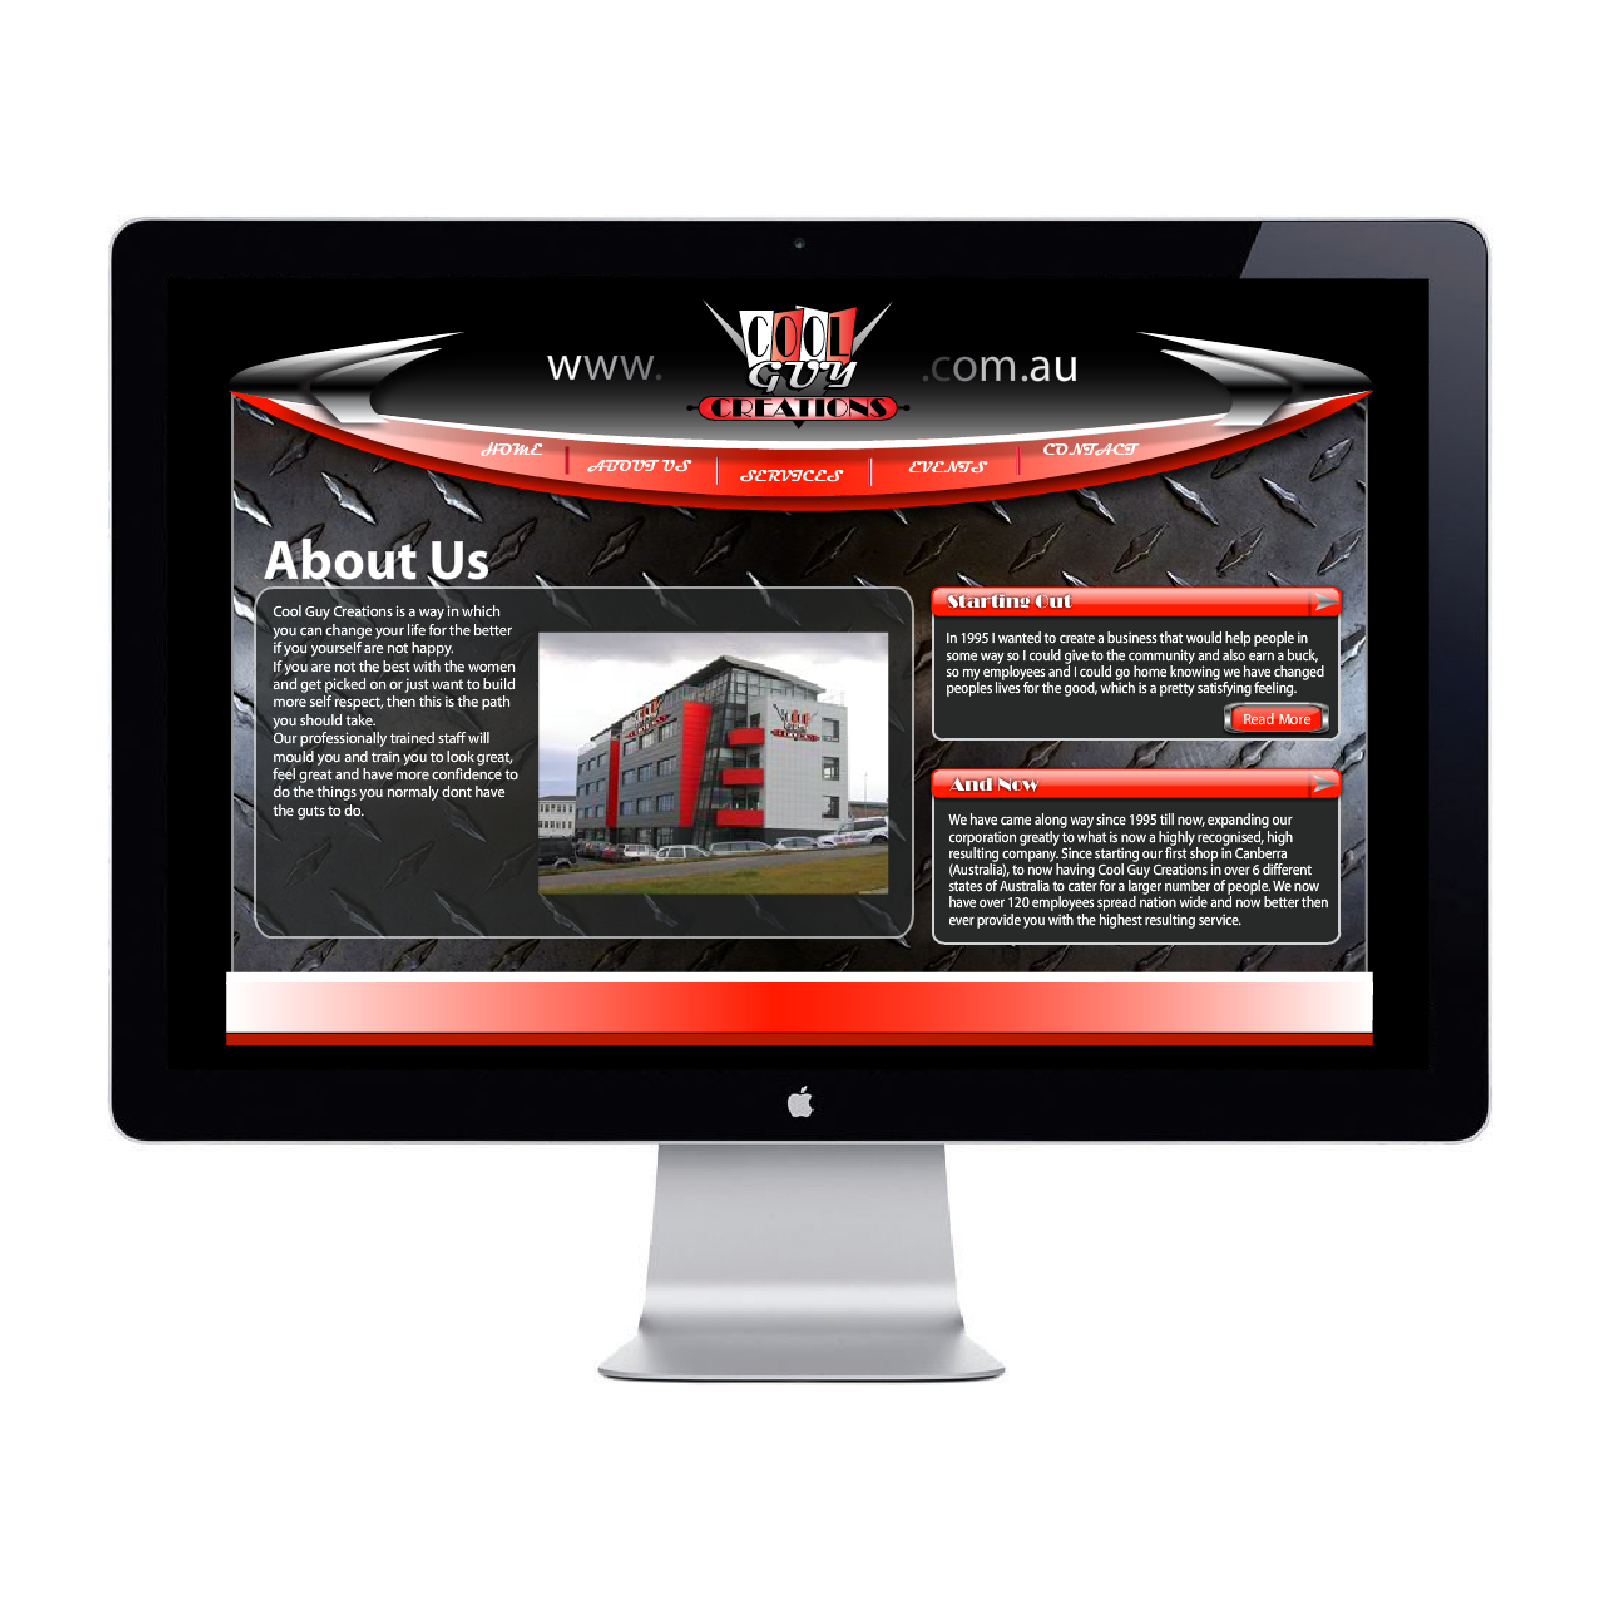 www.
COOL
GUY
CREATIONS
.com.au
HOME
ABOUT US
SERVICES
EVENTS
CONTACT
About Us
Cool Guy Creations is a way in which
you can change your life for the better
if you yourself are not happy.
If you are not the best with the women
and get picked on or just want to build
more self respect, then this is the path
you should take.
Our professionally trained staff will
mould you and train you to look great,
feel great and have more confidence to
do the things you normaly dont have
the guts to do.
Starting Out
In 1995 I wanted to create a business that would help people in
some way so I could give to the community and also earn a buck,
so my employees and I could go home knowing we have changed
peoples lives for the good, which is a pretty satisfying feeling.
Read More
And Now
We have came along way since 1995 till now, expanding our
corporation greatly to what is now a highly recognised, high
resulting company. Since starting our first shop in Canberra
(Australia), to now having Cool Guy Creations in over 6 different
states of Australia to cater for a larger number of people. We now
have over 120 employees spread nation wide and now better then
ever provide you with the highest resulting service.